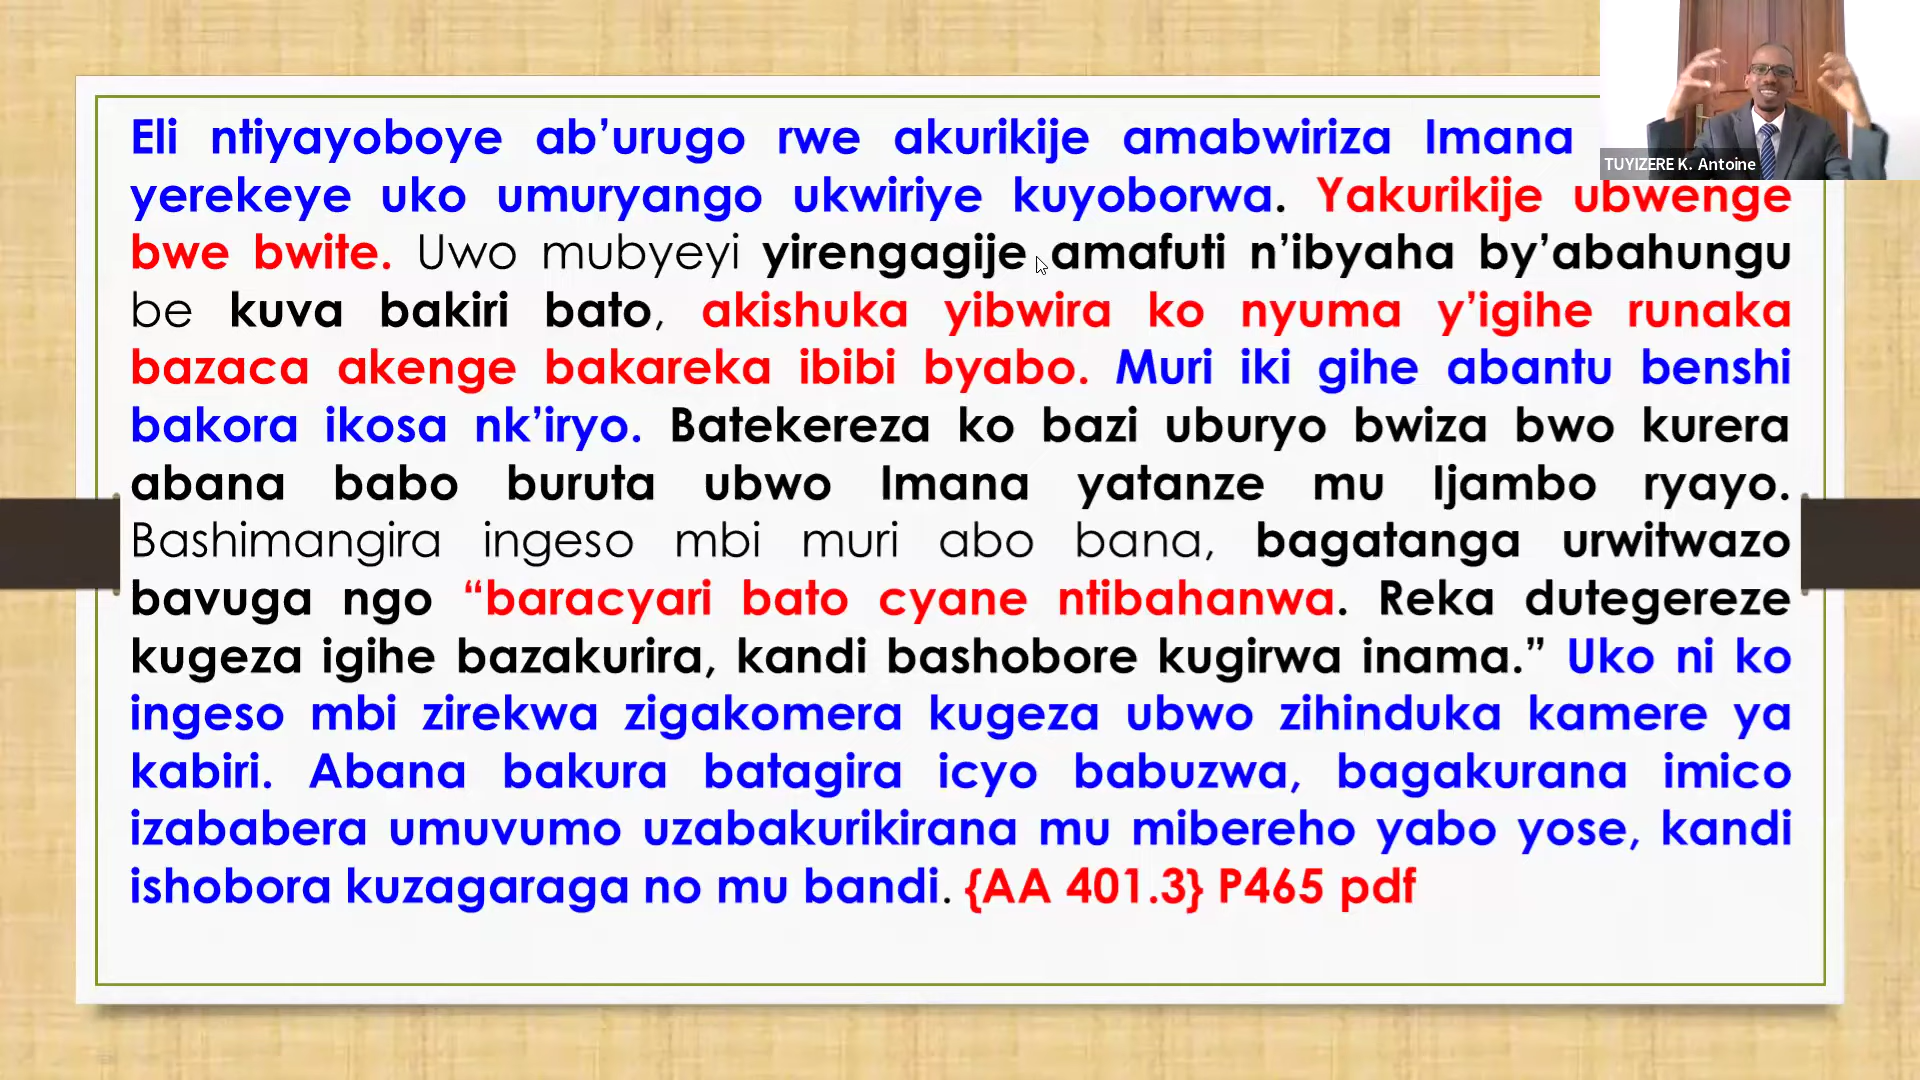 Eli ntiyayoboye ab’urugo rwe akurikije amabwiriza Imana
yerekeye uko umuryango ukwiriye kuyoborwa. Yakurikije ubwenge
bwe bwite. Uwo mubyeyi yirengagije amafuti n’ibyaha by’abahungu
be kuva bakiri bato, akishuka yibwira ko nyuma y’igihe runaka
bazaca akenge bakareka ibibi byabo. Muri iki gihe abantu benshi
bakora ikosa nk’iryo. Batekereza ko bazi uburyo bwiza bwo kurera
abana babo buruta ubwo Imana yatanze mu Ijambo ryayo.
Bashimangira ingeso mbi muri abo bana, bagatanga urwitwazo
bavuga ngo “baracyari bato cyane ntibahanwa. Reka dutegereze
kugeza igihe bazakurira, kandi bashobore kugirwa inama.” Uko ni ko
ingeso mbi zirekwa zigakomera kugeza ubwo zihinduka kamere ya
kabiri. Abana bakura batagira icyo babuzwa, bagakurana imico
izababera umuvumo uzabakurikirana mu mibereho yabo yose, kandi
ishobora kuzagaraga no mu bandi. {AA 401.3} P465 pdf
TUYIZERE K. Antoine